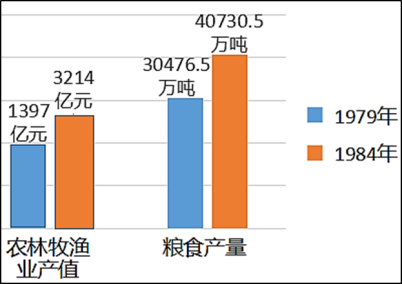 40730.5
万吨
30476.5
万吨
3214
亿元
1397
亿元
1979年
1984年
农林牧渔
业产值
粮食产量